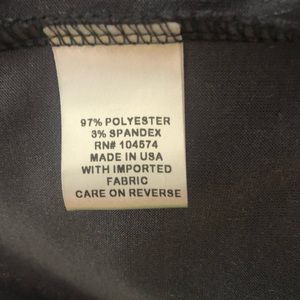 97% POLYESTER
3% SPANDEX
RN# 104574
MADE IN USA
WITH IMPORTED
FABRIC
CARE ON REVERSE